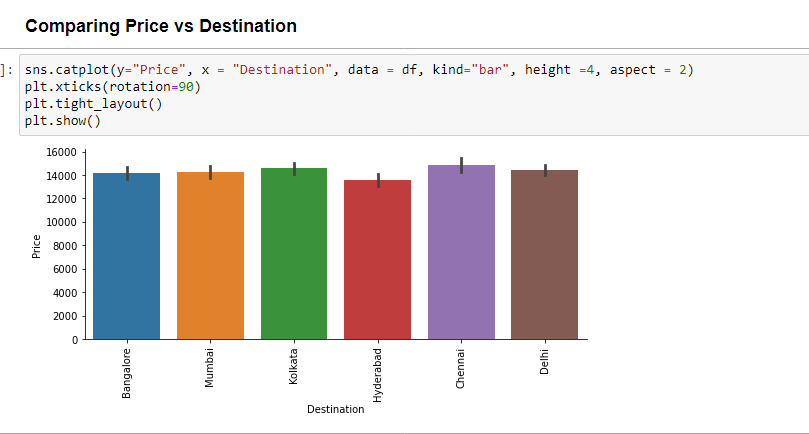 Comparing Price vs Destination
]: sns.catplot(y="Price", x = "Destination", data = df, kind="bar", height =4, aspect = 2)
plt.xticks(rotation=90)
plt.tight_layout()
plt.show()
16000
14000
12000
10000
8000
6000
4000
2000
0
Price
Bangalore
Mumbai
Kolkata
Hyderabad
Chennai
Delhi
Destination